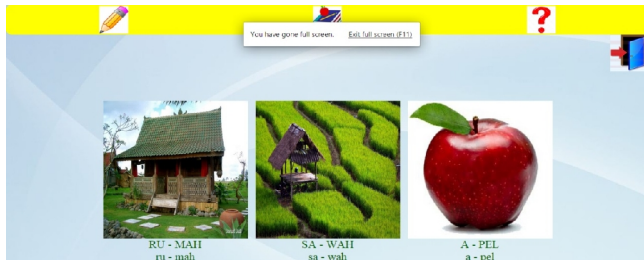 You have gone full screen. Exit full screen (F11)
RU - MAH
SA - WAH
A - PEL
ru - mah
sa - wah
a - pel